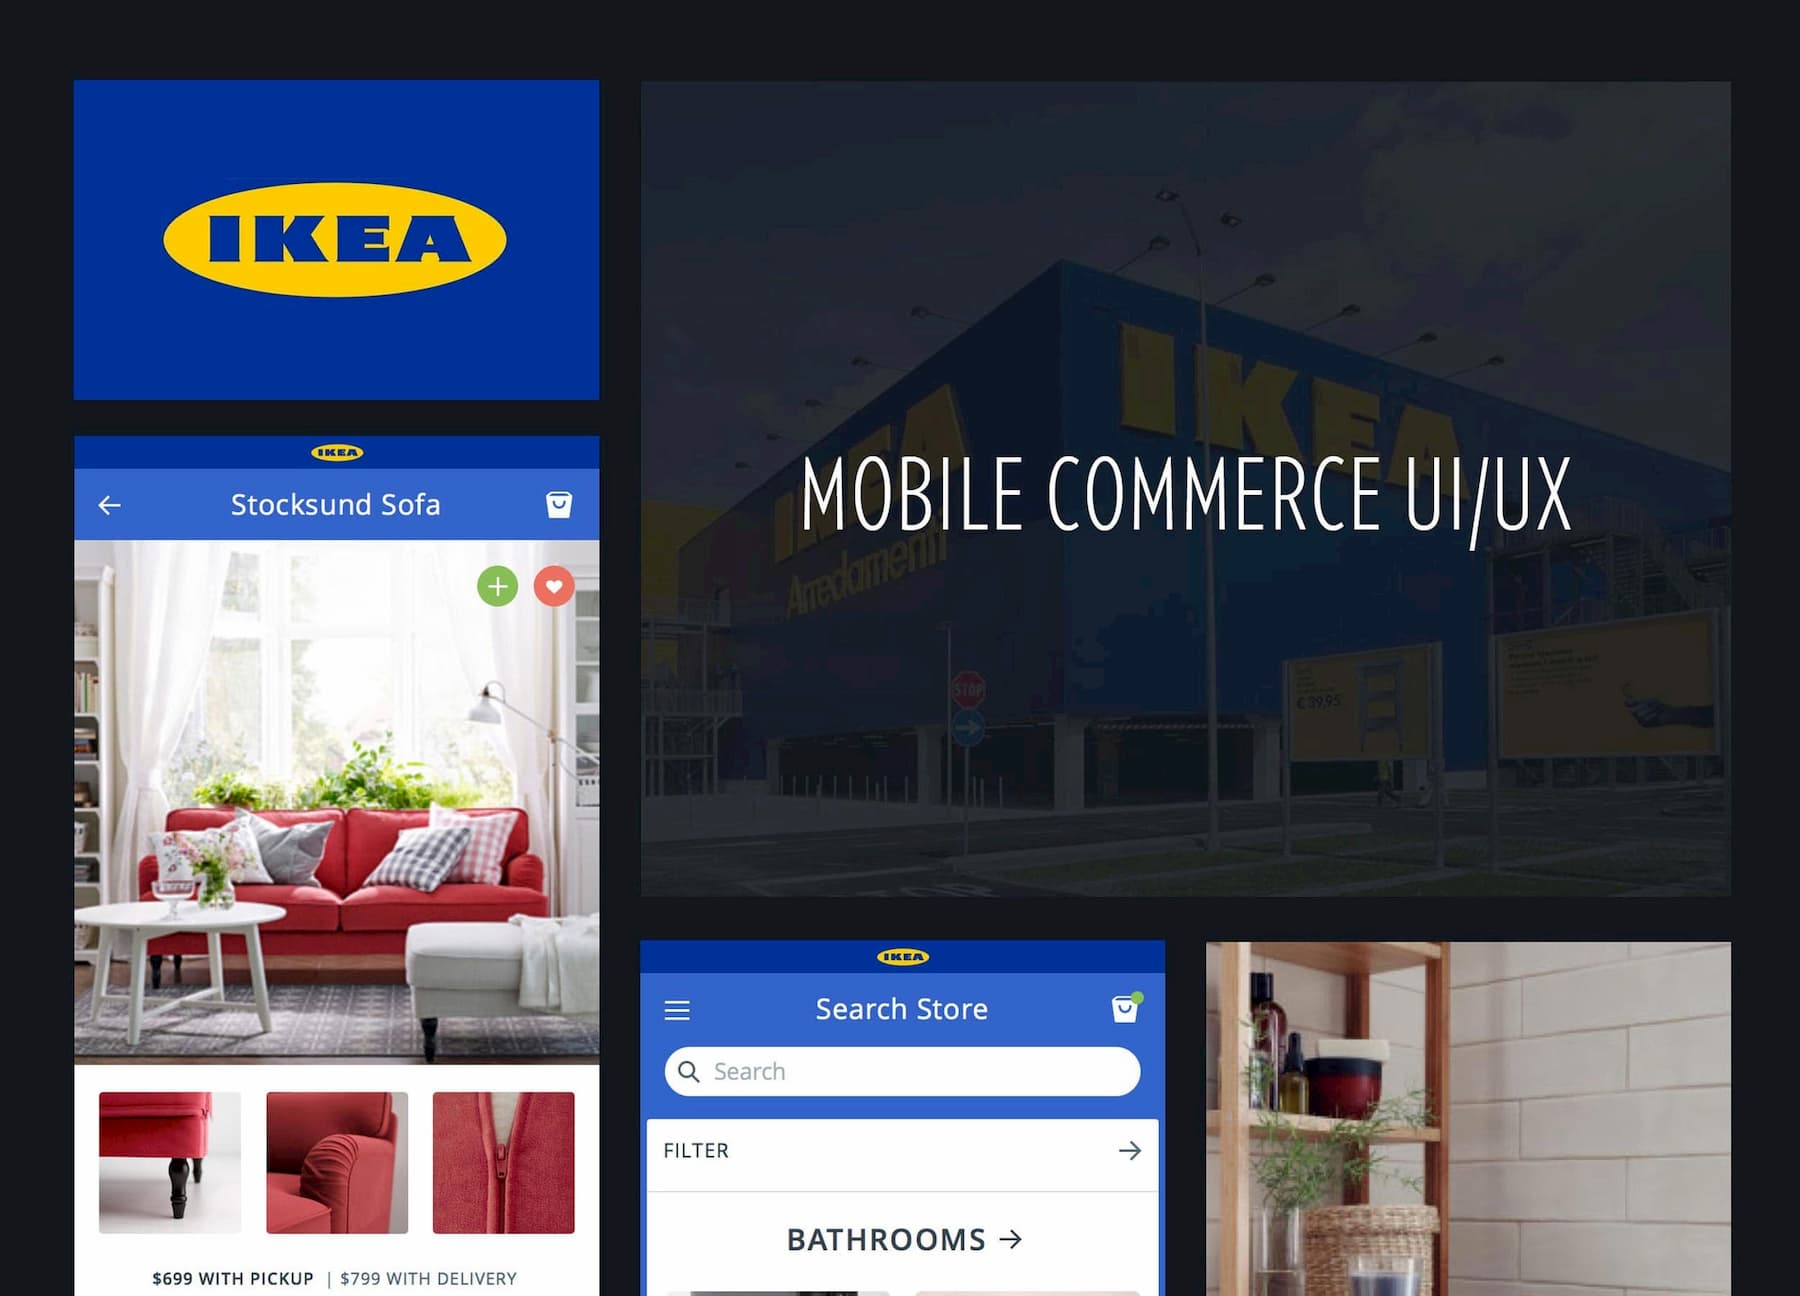 IKEA
IKEA
Stocksund Sofa
$699 WITH PICKUP | $799 WITH DELIVERY
IKEA
IKEA
Arredamenti
MOBILE COMMERCE UI/UX
STOP
€ 39,95
IKEA
Search Store
Search
FILTER
BATHROOMS